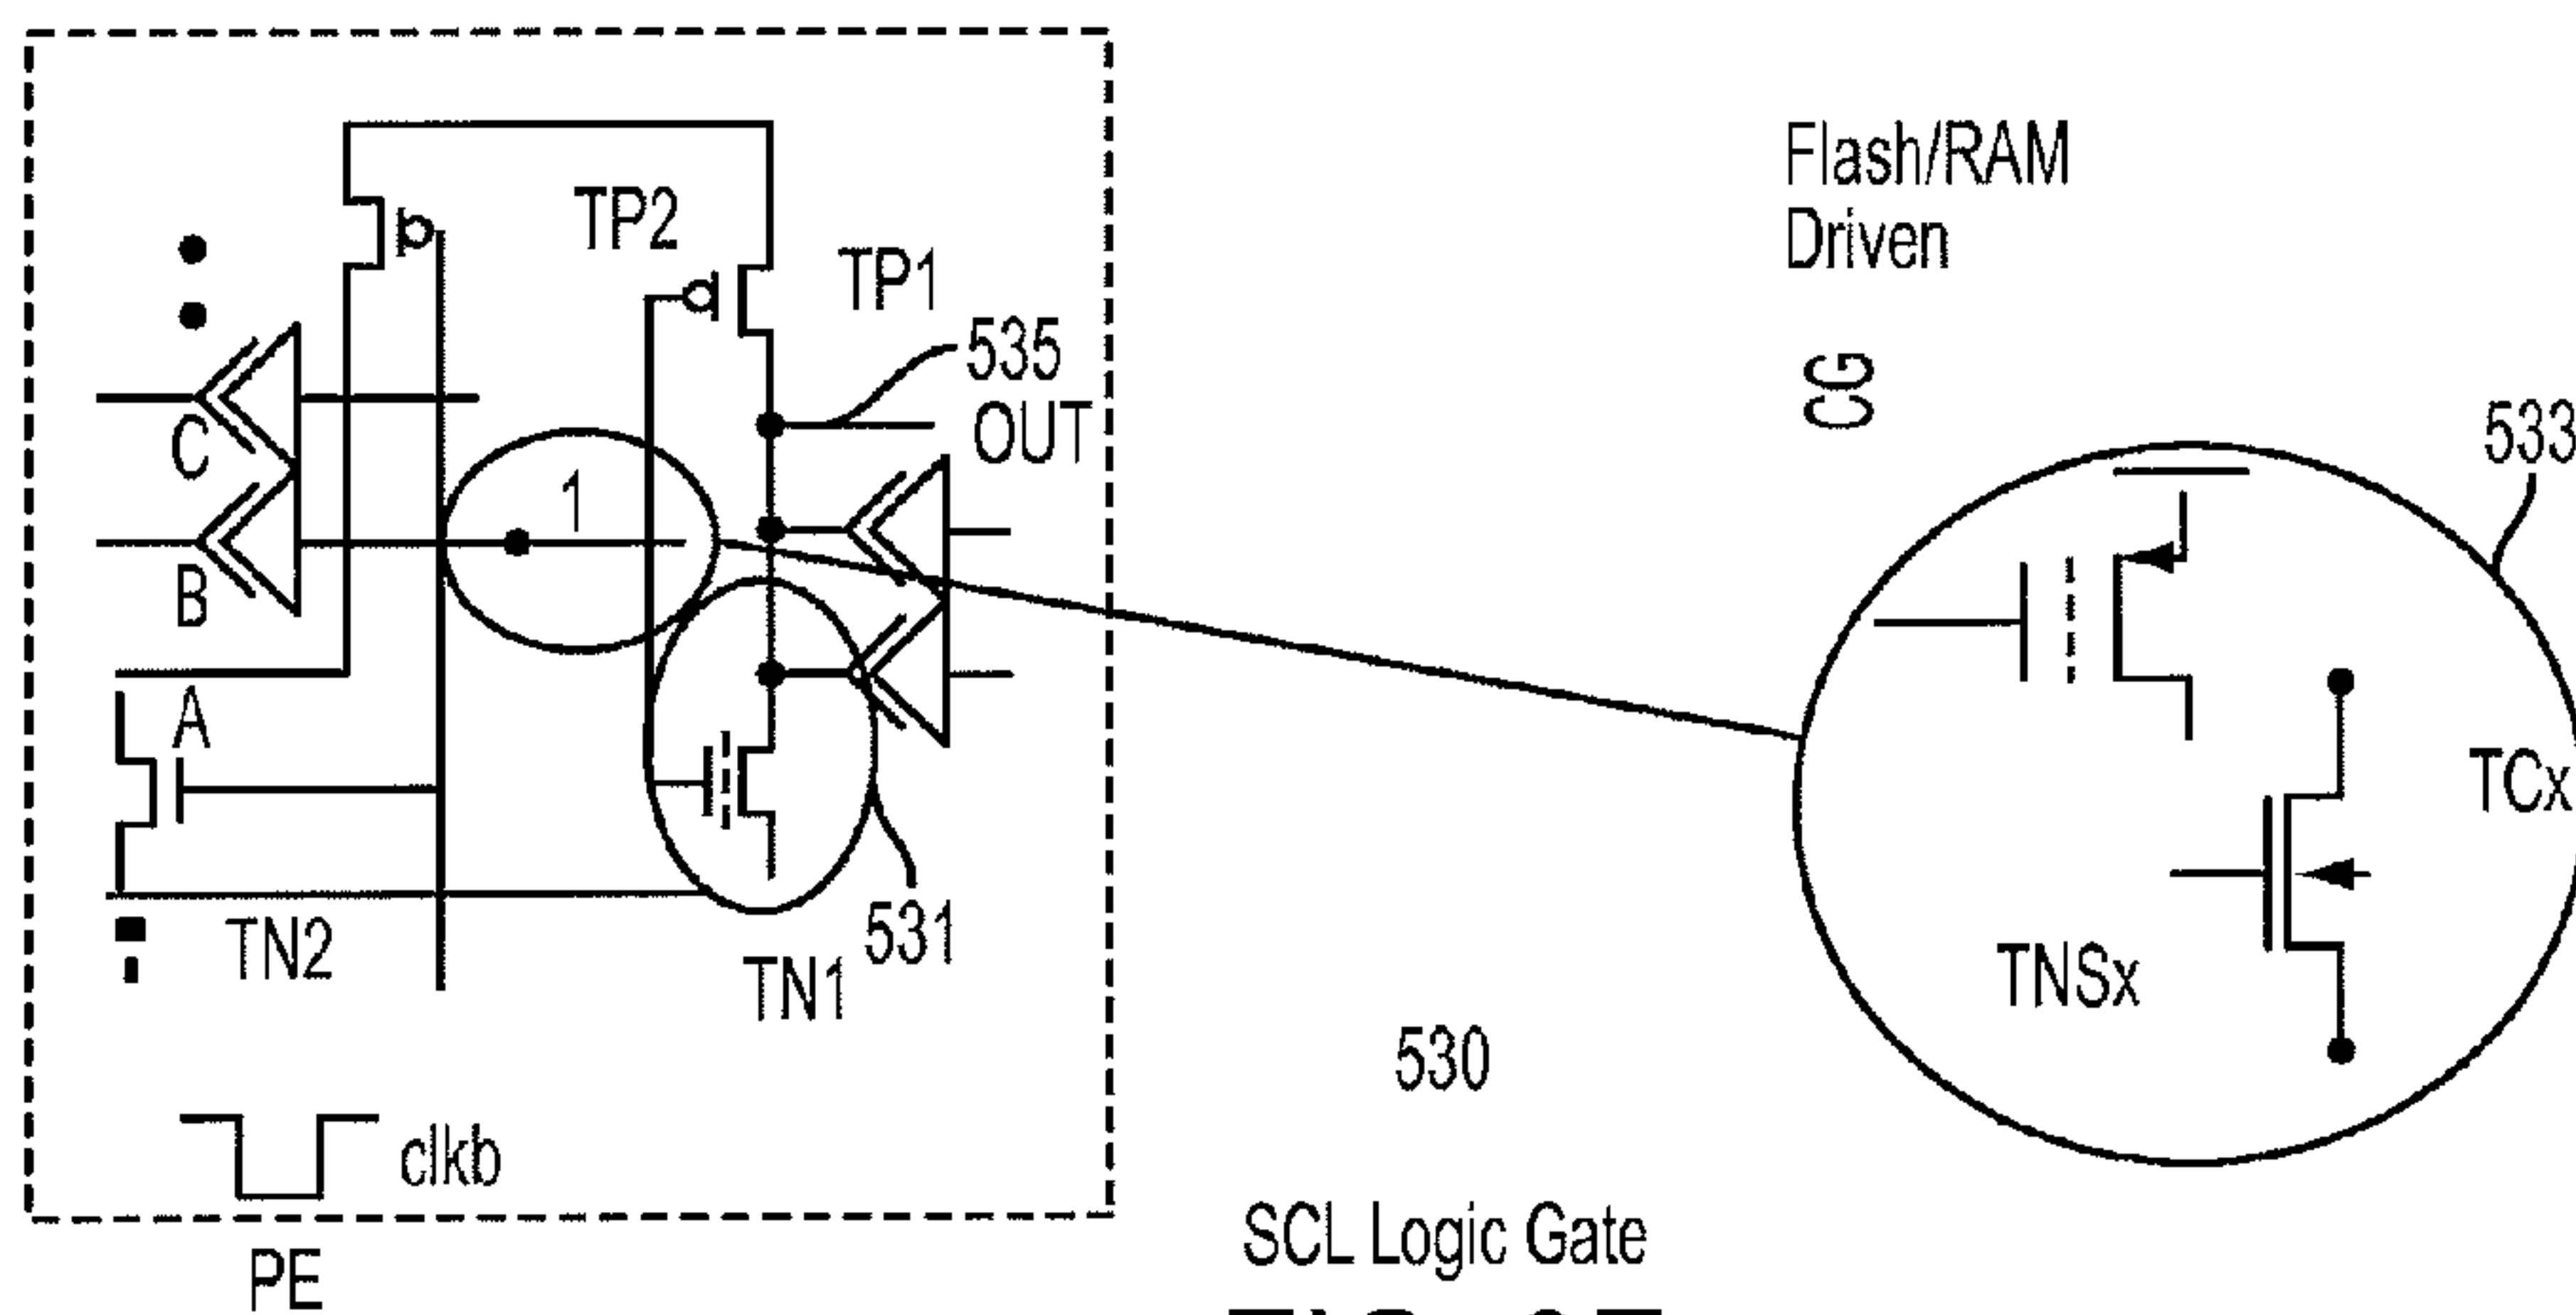 TP2
TP1
535
OUT
C
1
B
A
TN2
TN1
531
clkb
PE
Flash/RAM
Driven
CG
533
TCx
TNSx
530
SCL Logic Gate